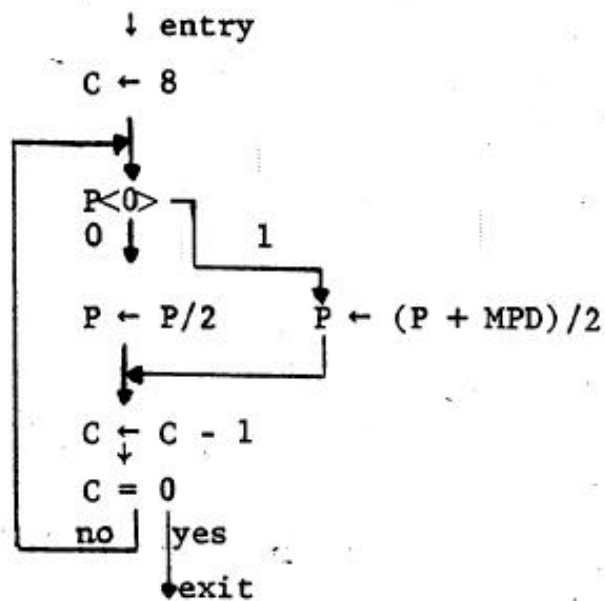 ↓ entry
C ← 8
P<0>
0 1
P ← P/2 P ← (P + MPD)/2
C ← C - 1
↓
C = 0
no yes
exit